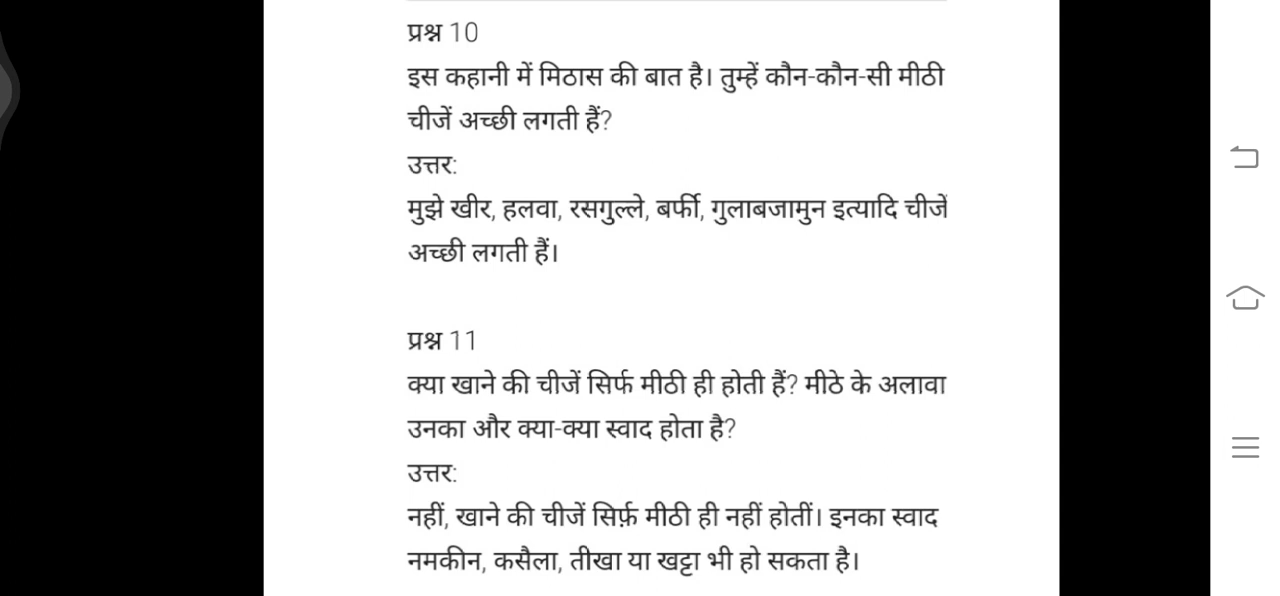 प्रश्न 10
इस कहानी में मिठास की बात है। तुम्हें कौन-कौन-सी मीठी
चीजें अच्छी लगती हैं?
उत्तर:
मुझे खीर, हलवा, रसगुल्ले, बर्फी, गुलाबजामुन इत्यादि चीजें
अच्छी लगती हैं।
प्रश्न 11
क्या खाने की चीजें सिर्फ मीठी ही होती हैं? मीठे के अलावा
उनका और क्या-क्या स्वाद होता है?
उत्तर:
नहीं, खाने की चीजें सिर्फ़ मीठी ही नहीं होतीं। इनका स्वाद
नमकीन, कसैला, तीखा या खट्टा भी हो सकता है।